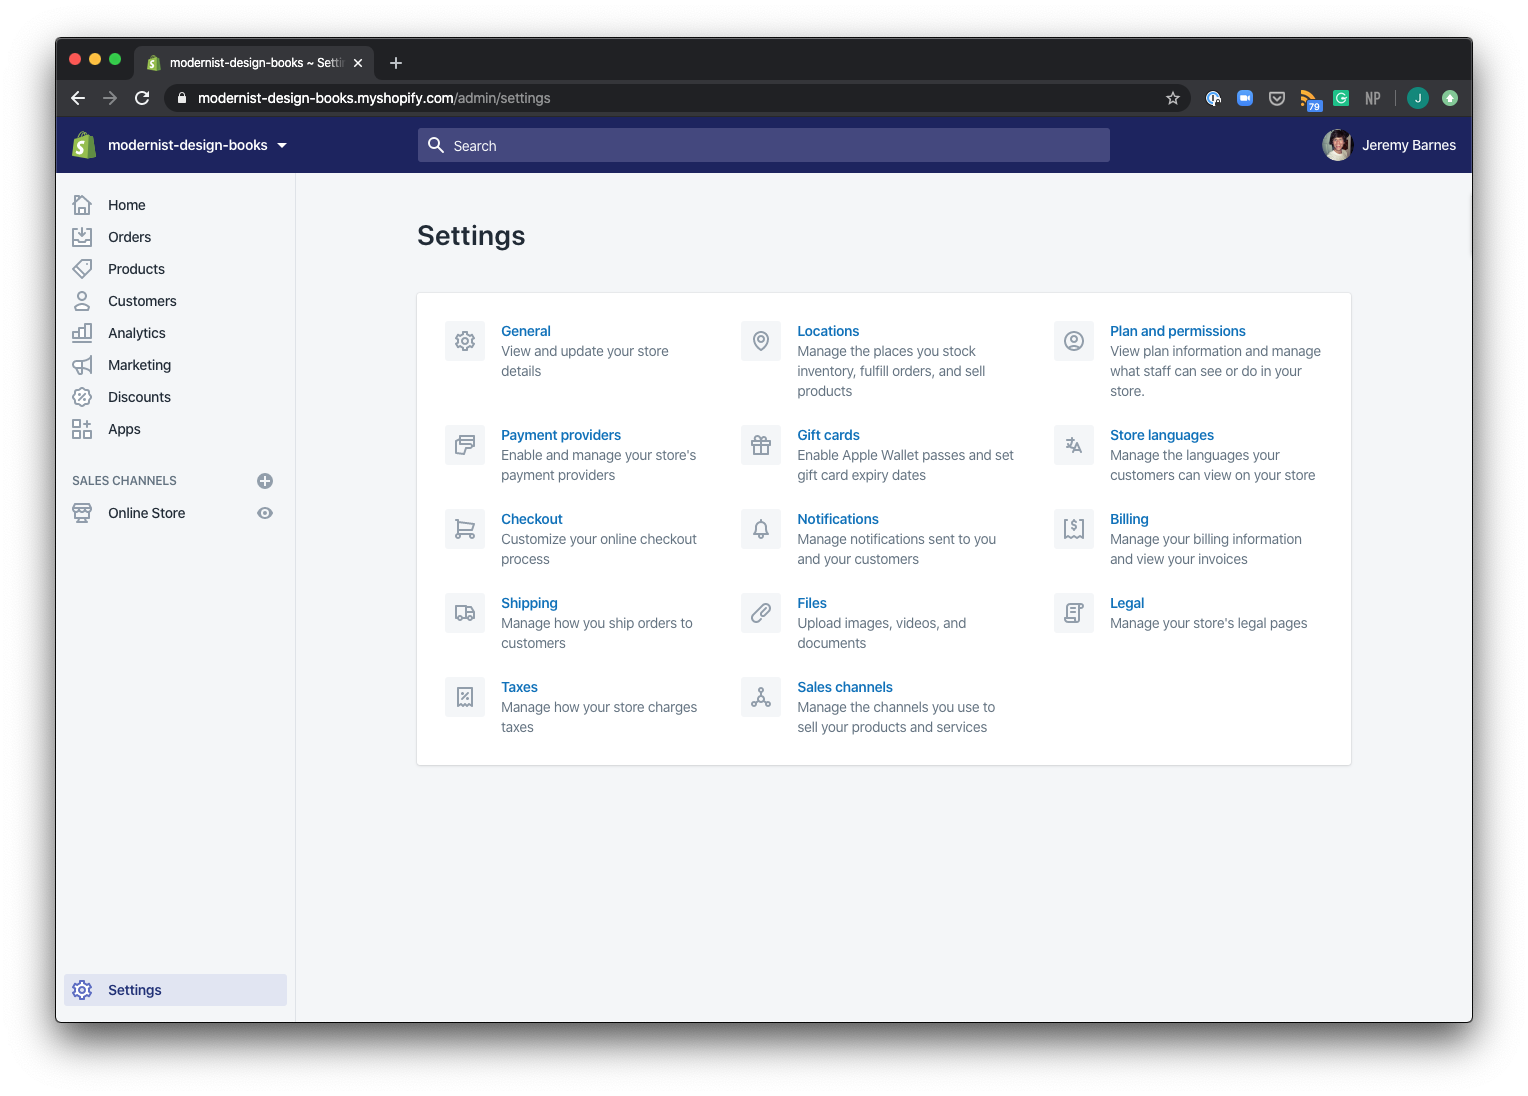 modernist-design-books ~ Setti
modernist-design-books.myshopify.com/admin/settings
79
NP
J
modernist-design-books
Search
Jeremy Barnes
Home
Orders
Products
Customers
Analytics
Marketing
Discounts
Apps
SALES CHANNELS
Online Store
Settings
Settings
General
View and update your store
details
Locations
Manage the places you stock
inventory, fulfill orders, and sell
products
Plan and permissions
View plan information and manage
what staff can see or do in your
store.
Payment providers
Enable and manage your store's
payment providers
Gift cards
Enable Apple Wallet passes and set
gift card expiry dates
Store languages
Manage the languages your
customers can view on your store
Checkout
Customize your online checkout
process
Notifications
Manage notifications sent to you
and your customers
Billing
Manage your billing information
and view your invoices
Shipping
Manage how you ship orders to
customers
Files
Upload images, videos, and
documents
Legal
Manage your store's legal pages
Taxes
Manage how your store charges
taxes
Sales channels
Manage the channels you use to
sell your products and services